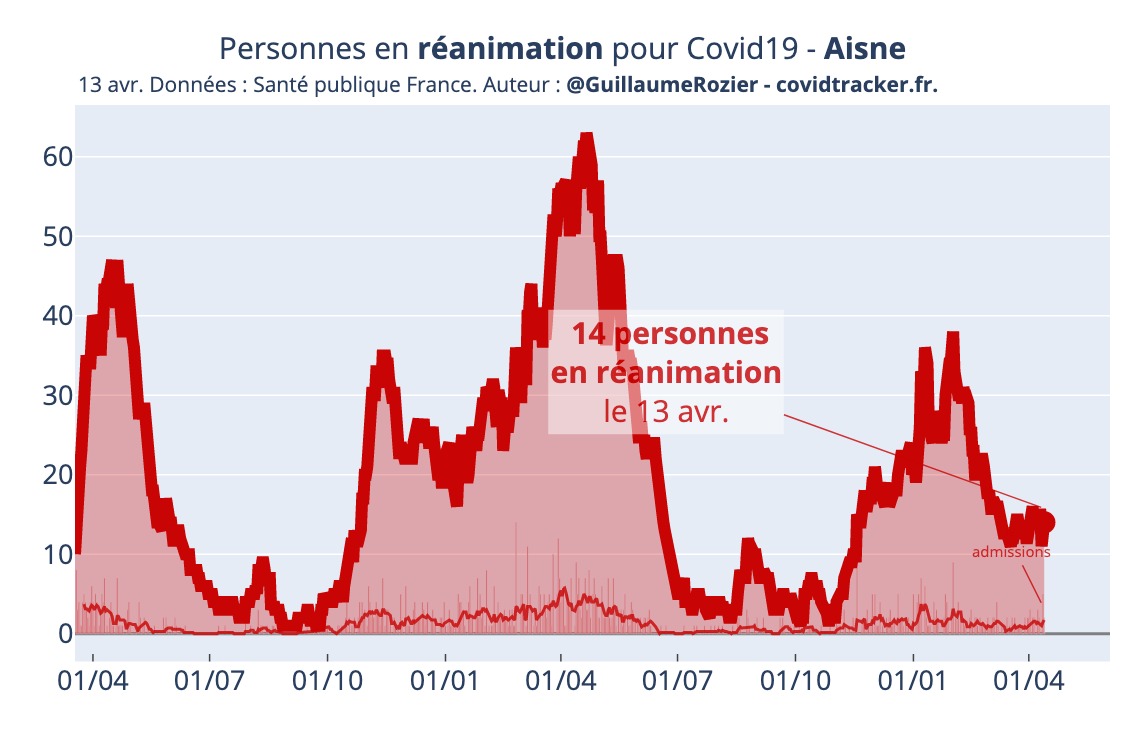 Personnes en réanimation pour Covid19 - Aisne
13 avr. Données : Santé publique France. Auteur : @GuillaumeRozier - covidtracker.fr.
60
50
40
30
20
10
0
14 personnes
en réanimation
le 13 avr.
admissions
01/04 01/07 01/10 01/01 01/04 01/07 01/10 01/01 01/04